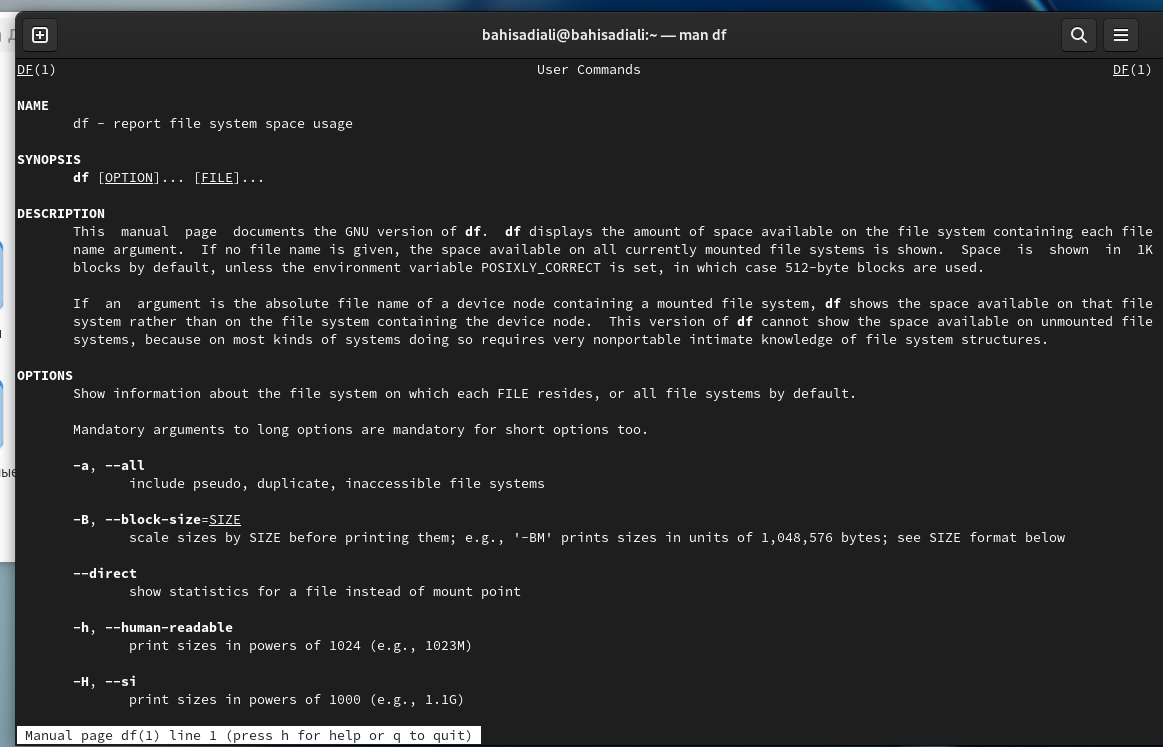 bahisadiali@bahisadiali:~ — man df
DF(1) User Commands DF(1)
NAME
df - report file system space usage
SYNOPSIS
df [OPTION]... [FILE]...
DESCRIPTION
This manual page documents the GNU version of df. df displays the amount of space available on the file system containing each file
name argument. If no file name is given, the space available on all currently mounted file systems is shown. Space is shown in 1K
blocks by default, unless the environment variable POSIXLY_CORRECT is set, in which case 512-byte blocks are used.
If an argument is the absolute file name of a device node containing a mounted file system, df shows the space available on that file
system rather than on the file system containing the device node. This version of df cannot show the space available on unmounted file
systems, because on most kinds of systems doing so requires very nonportable intimate knowledge of file system structures.
OPTIONS
Show information about the file system on which each FILE resides, or all file systems by default.
Mandatory arguments to long options are mandatory for short options too.
-a, --all
include pseudo, duplicate, inaccessible file systems
-B, --block-size=SIZE
scale sizes by SIZE before printing them; e.g., '-BM' prints sizes in units of 1,048,576 bytes; see SIZE format below
--direct
show statistics for a file instead of mount point
-h, --human-readable
print sizes in powers of 1024 (e.g., 1023M)
-H, --si
print sizes in powers of 1000 (e.g., 1.1G)
Manual page df(1) line 1 (press h for help or q to quit)